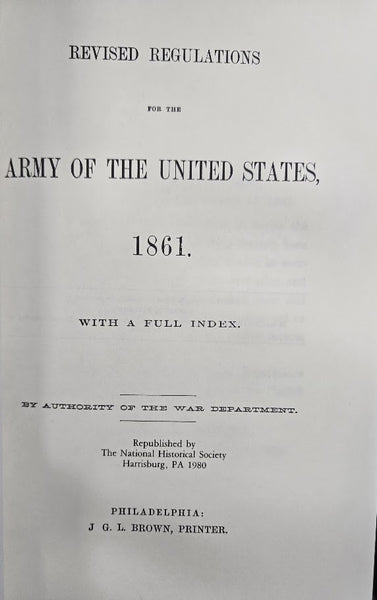 REVISED REGULATIONS
FOR THE
ARMY OF THE UNITED STATES,
1861.
WITH A FULL INDEX.
BY AUTHORITY OF THE WAR DEPARTMENT.
Republished by
The National Historical Society
Harrisburg, PA 1980
PHILADELPHIA:
J G. L. BROWN, PRINTER.